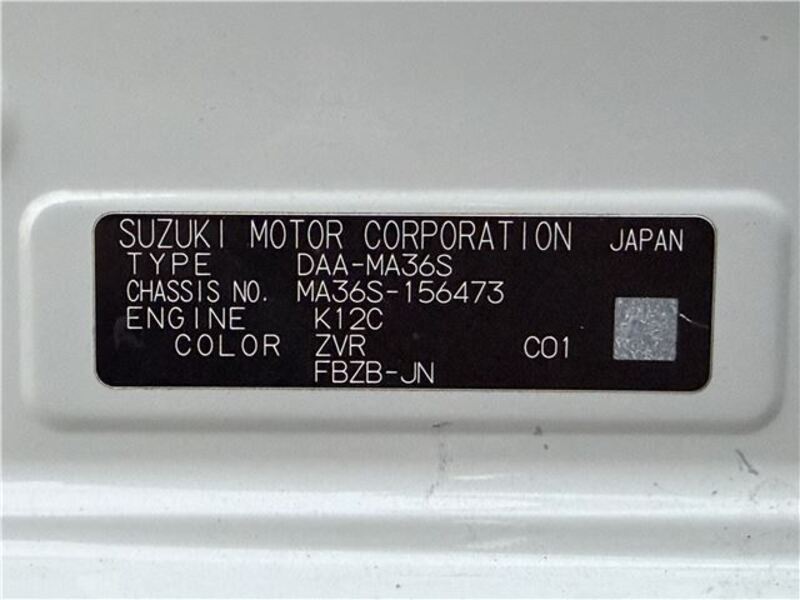 SUZUKI MOTOR CORPORATION JAPAN
TYPE DAA-MA36S
CHASSIS NO. MA36S-156473
ENGINE K12C
COLOR ZVR C01
FBZB-JN